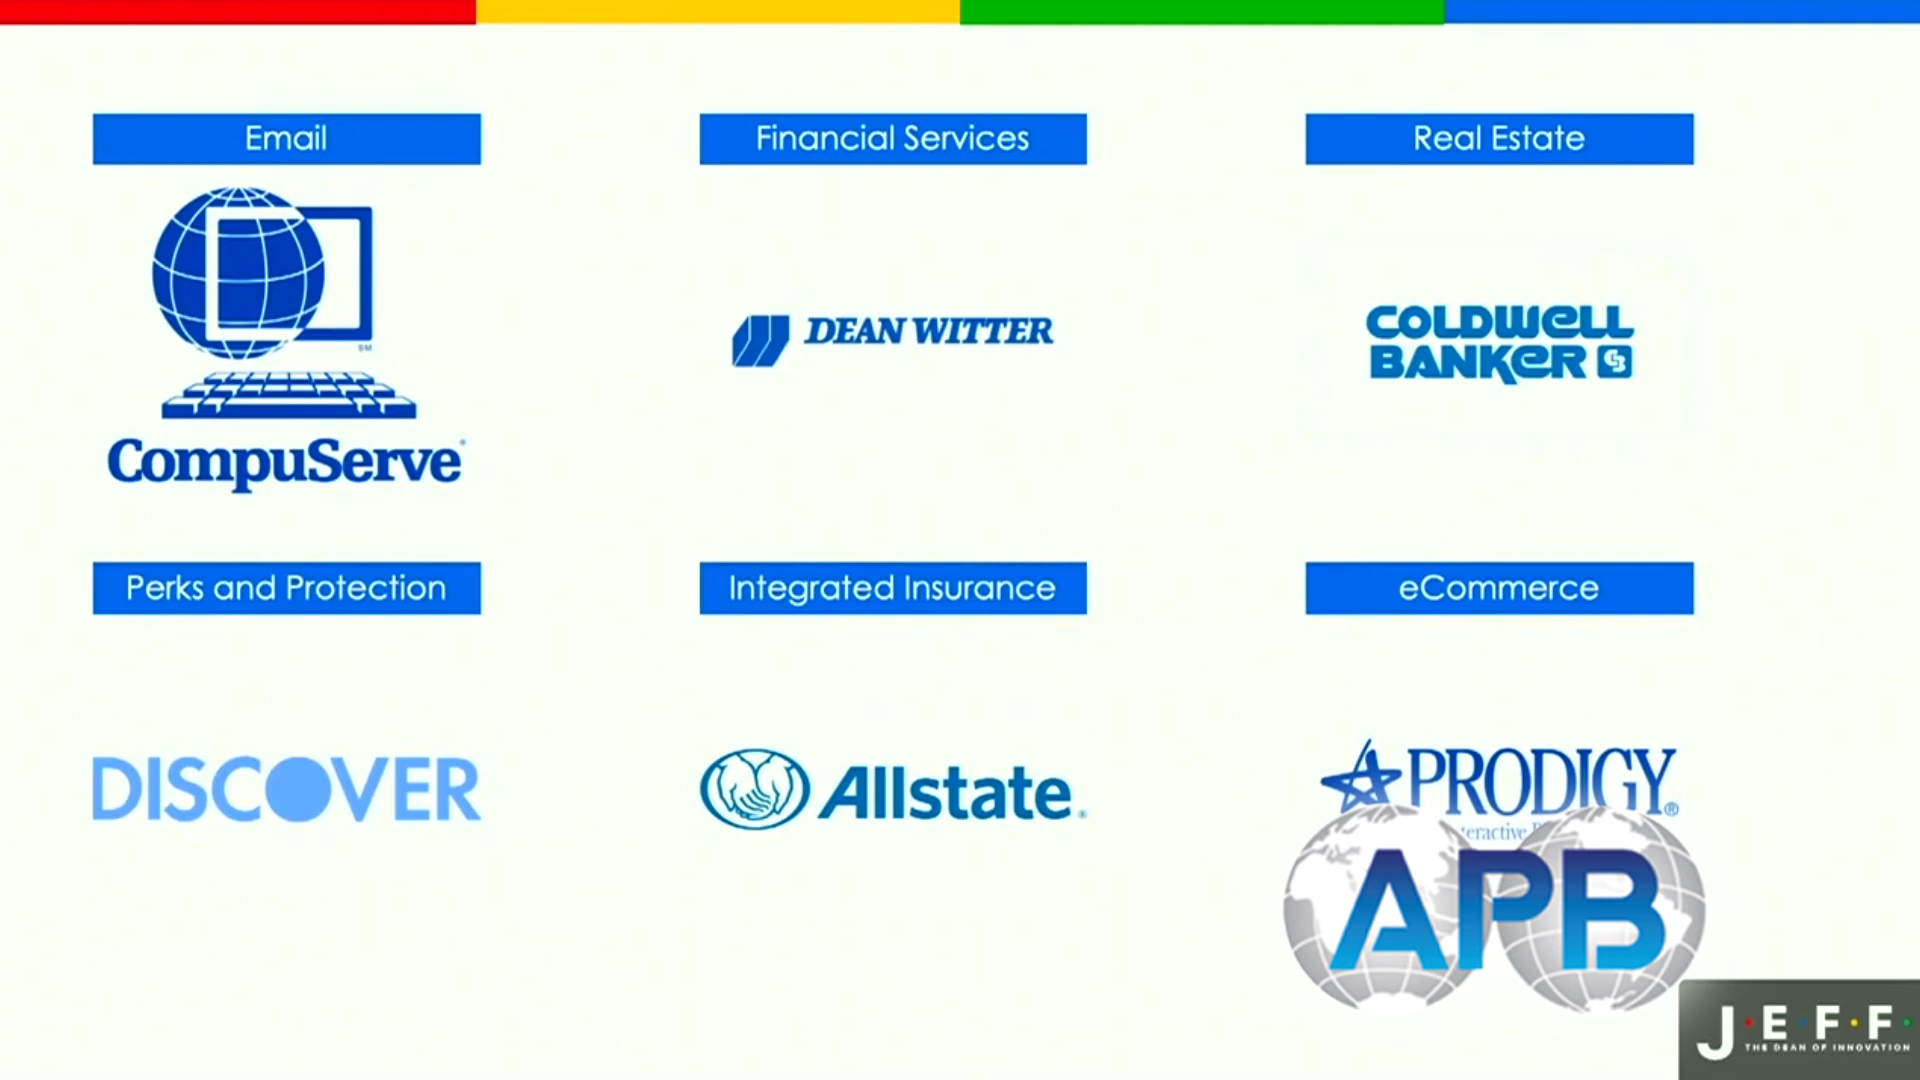 Email
Financial Services
Real Estate
SM
CompuServe
DEAN WITTER
COLDWELL
BANKER
Perks and Protection
Integrated Insurance
eCommerce
DISCOVER
Allstate
PRODIGY®
APB
J·E·F·F·
THE DEAN OF INNOVATION